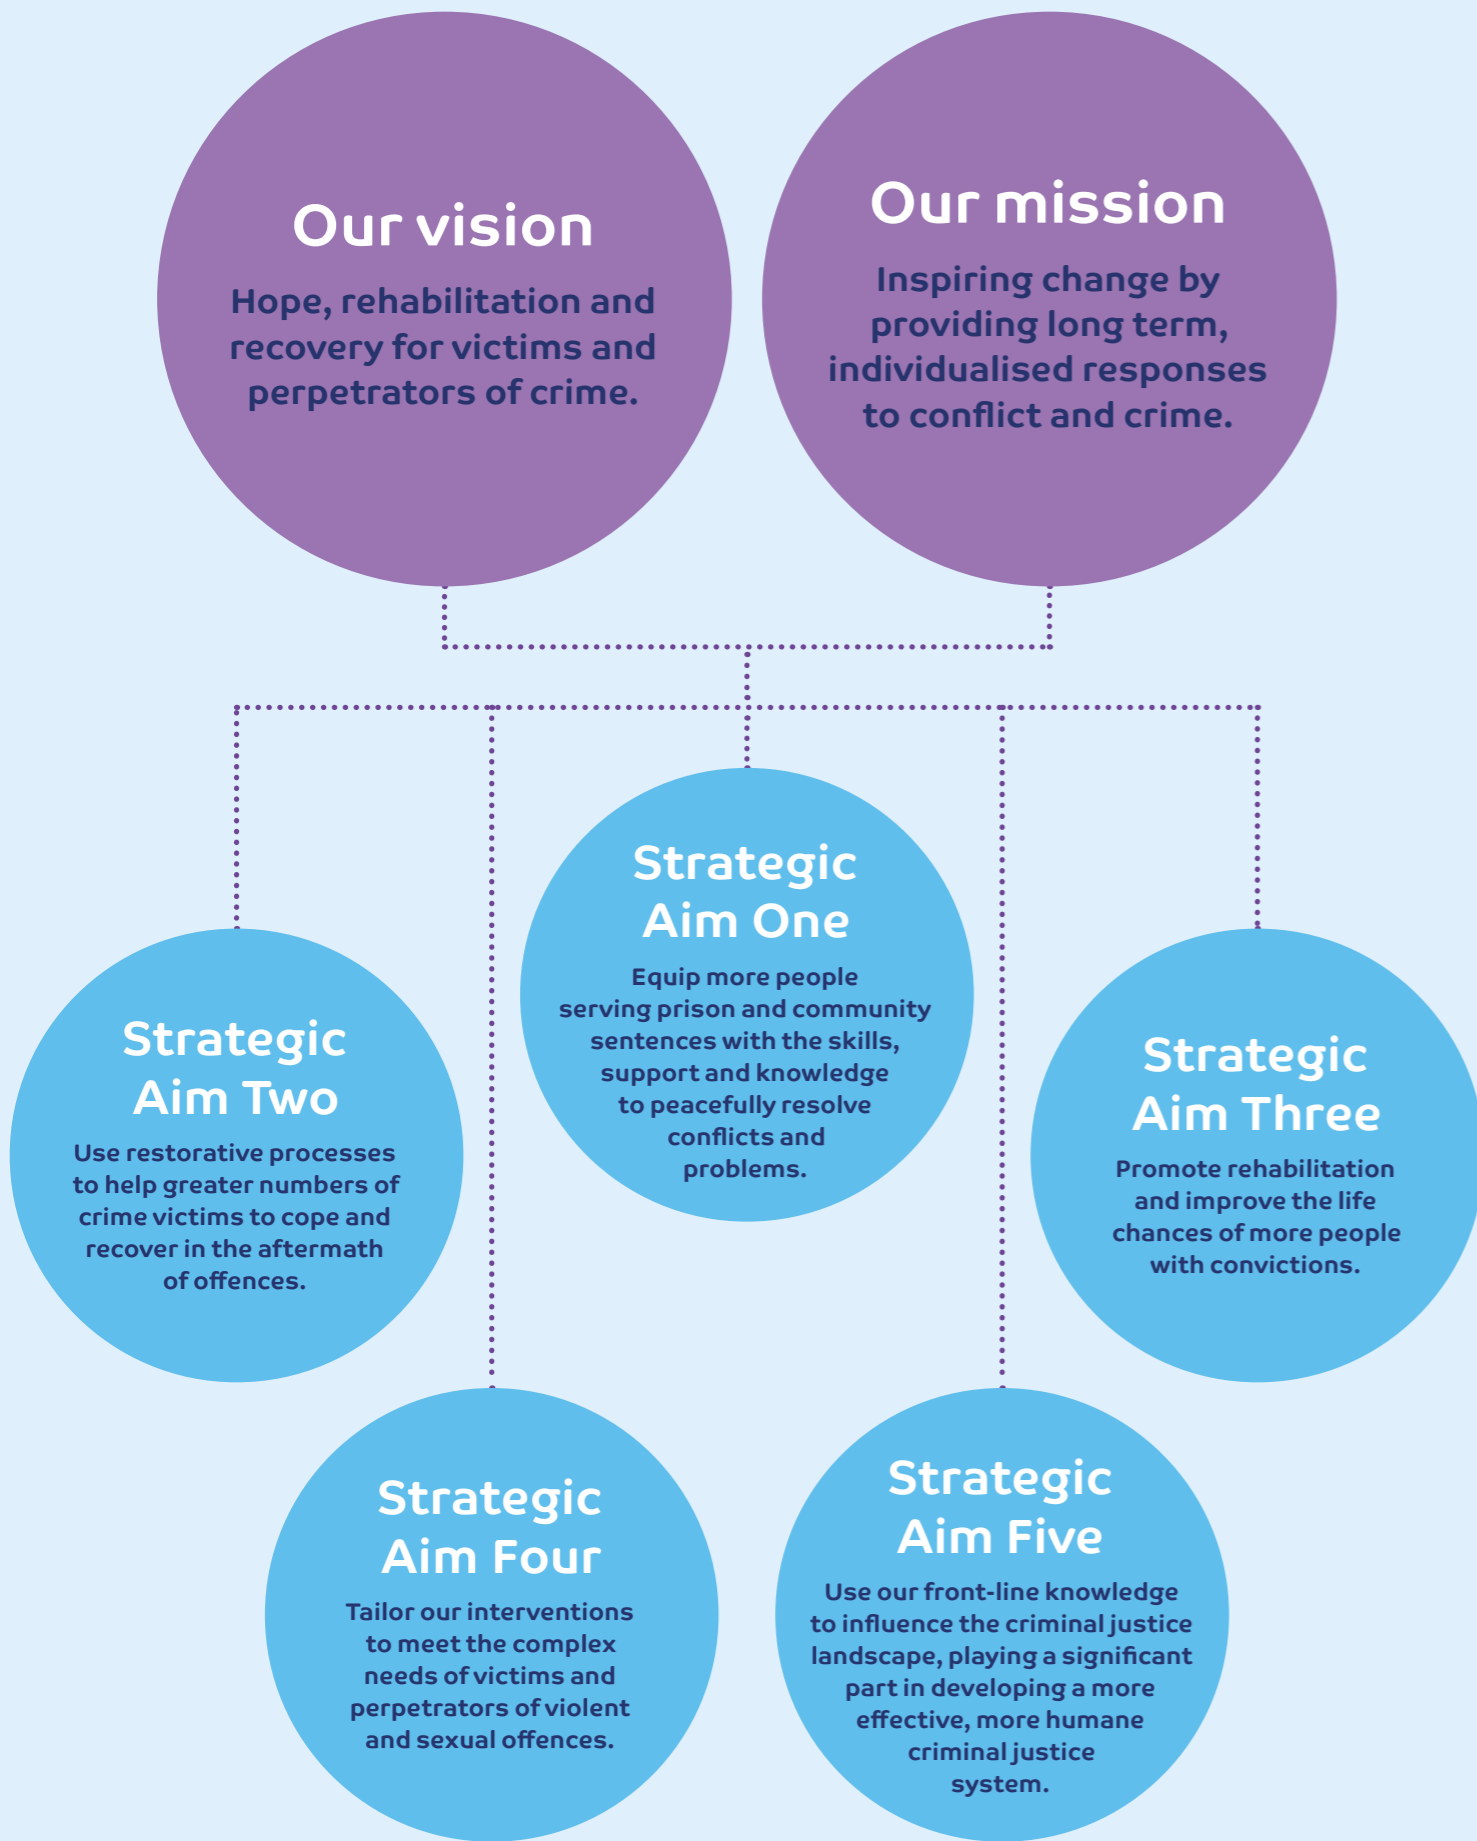 Our vision
Hope, rehabilitation and
recovery for victims and
perpetrators of crime.
Our mission
Inspiring change by
providing long term,
individualised responses
to conflict and crime.
Strategic
Aim One
Equip more people
serving prison and community
sentences with the skills,
support and knowledge
to peacefully resolve
conflicts and
problems.
Strategic
Aim Two
Use restorative processes
to help greater numbers of
crime victims to cope and
recover in the aftermath
of offences.
Strategic
Aim Three
Promote rehabilitation
and improve the life
chances of more people
with convictions.
Strategic
Aim Four
Tailor our interventions
to meet the complex
needs of victims and
perpetrators of violent
and sexual offences.
Strategic
Aim Five
Use our front-line knowledge
to influence the criminal justice
landscape, playing a significant
part in developing a more
effective, more humane
criminal justice
system.